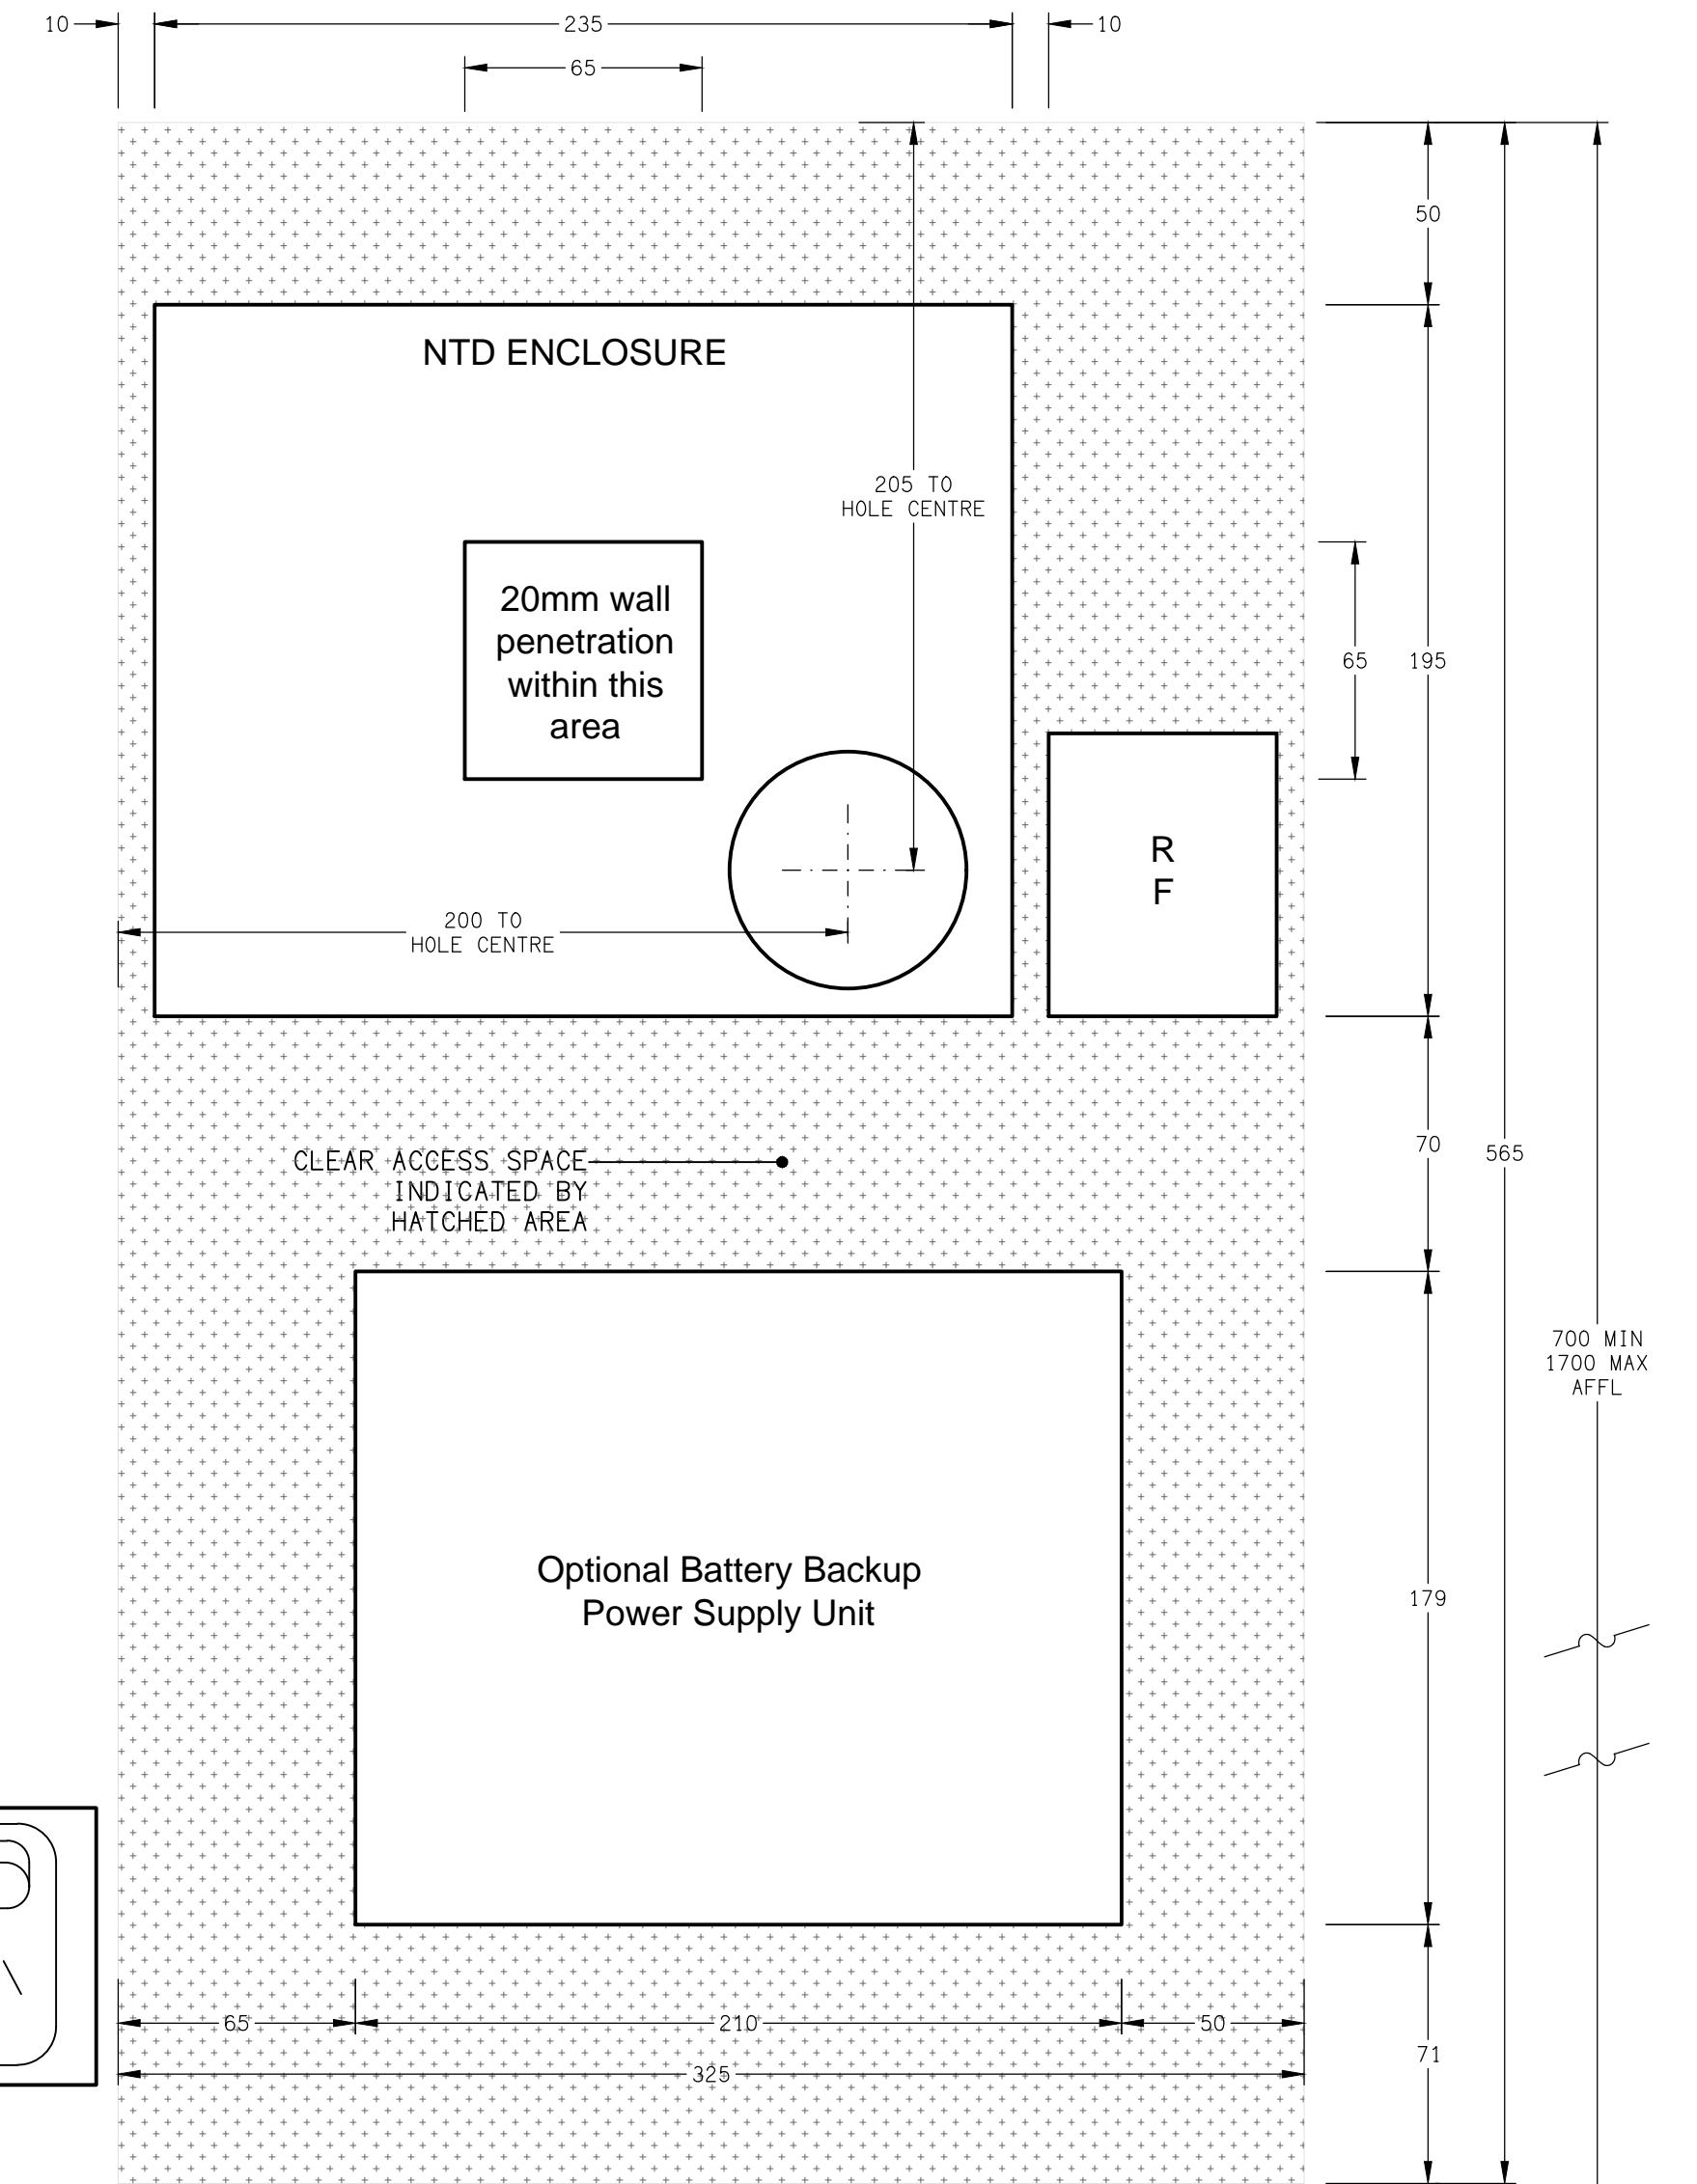 10
235
10
65
50
NTD ENCLOSURE
205 TO
HOLE CENTRE
20mm wall
penetration
within this
area
65
195
R
F
200 TO
HOLE CENTRE
CLEAR ACCESS SPACE
INDICATED BY
HATCHED AREA
70
565
700 MIN
1700 MAX
AFFL
Optional Battery Backup
Power Supply Unit
179
65
210
50
325
71